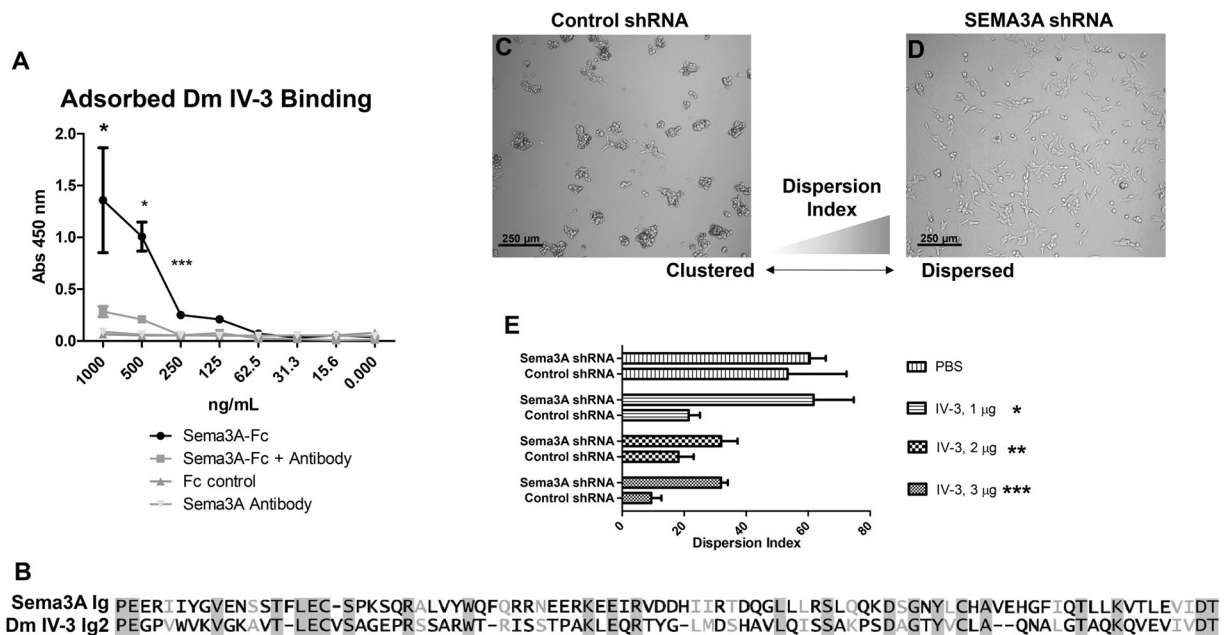 A
Adsorbed Dm IV-3 Binding
Abs 450 nm
2.0
1.5
1.0
0.5
0.0
*
*
***
1000
500
250
125
62.5
31.3
15.6
0.000
ng/mL
Sema3A-Fc
Sema3A-Fc + Antibody
Fc control
Sema3A Antibody
Control shRNA
C
250 µm
SEMA3A shRNA
D
250 µm
Dispersion
Index
Clustered
Dispersed
E
Sema3A shRNA
Control shRNA
Sema3A shRNA
Control shRNA
Sema3A shRNA
Control shRNA
Sema3A shRNA
Control shRNA
0
20
40
60
80
Dispersion Index
PBS
IV-3, 1 µg *
IV-3, 2 µg **
IV-3, 3 µg ***
B
Sema3A Ig PEERIIYGVENSSTFLEC-SPKSQRALVYWQFQRRNEERKEEIRVDDHIIRTDQGLLLRSLQQKDSGNYLCHAVEHGFIQTLLKVTLEVIDT
Dm IV-3 Ig2 PEGPVWVKVGKAVT-LECVSAGEPRSSARWT-RISSTPAKLEQRTYG-LMDSHAVLQISSAKPSDAGTYVCLA--QNALGTAQKQVEVIVDT